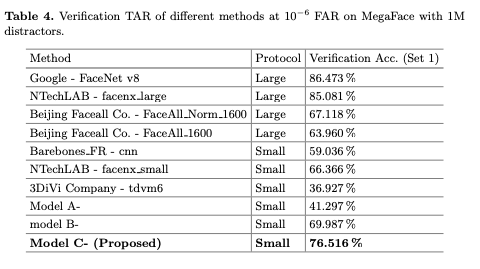 Table 4. Verification TAR of different methods at 10⁻⁶ FAR on MegaFace with 1M
distractors.
Method Protocol Verification Acc. (Set 1)
Google - FaceNet v8 Large 86.473 %
NTechLAB - facenx_large Large 85.081 %
Beijing Faceall Co. - FaceAll_Norm_1600 Large 67.118 %
Beijing Faceall Co. - FaceAll_1600 Large 63.960 %
Barebones_FR - cnn Small 59.036 %
NTechLAB - facenx_small Small 66.366 %
3DiVi Company - tdvm6 Small 36.927 %
Model A- Small 41.297 %
model B- Small 69.987 %
Model C- (Proposed) Small 76.516 %